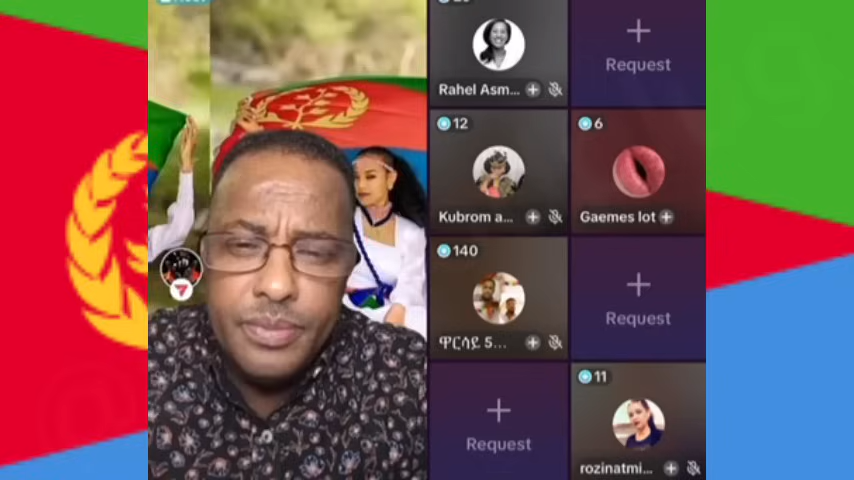 Rahel Asm...
Request
12
6
Kubrom a...
Gaemes lot
140
ዋርሳይ 5...
Request
Request
11
rozinatmi...